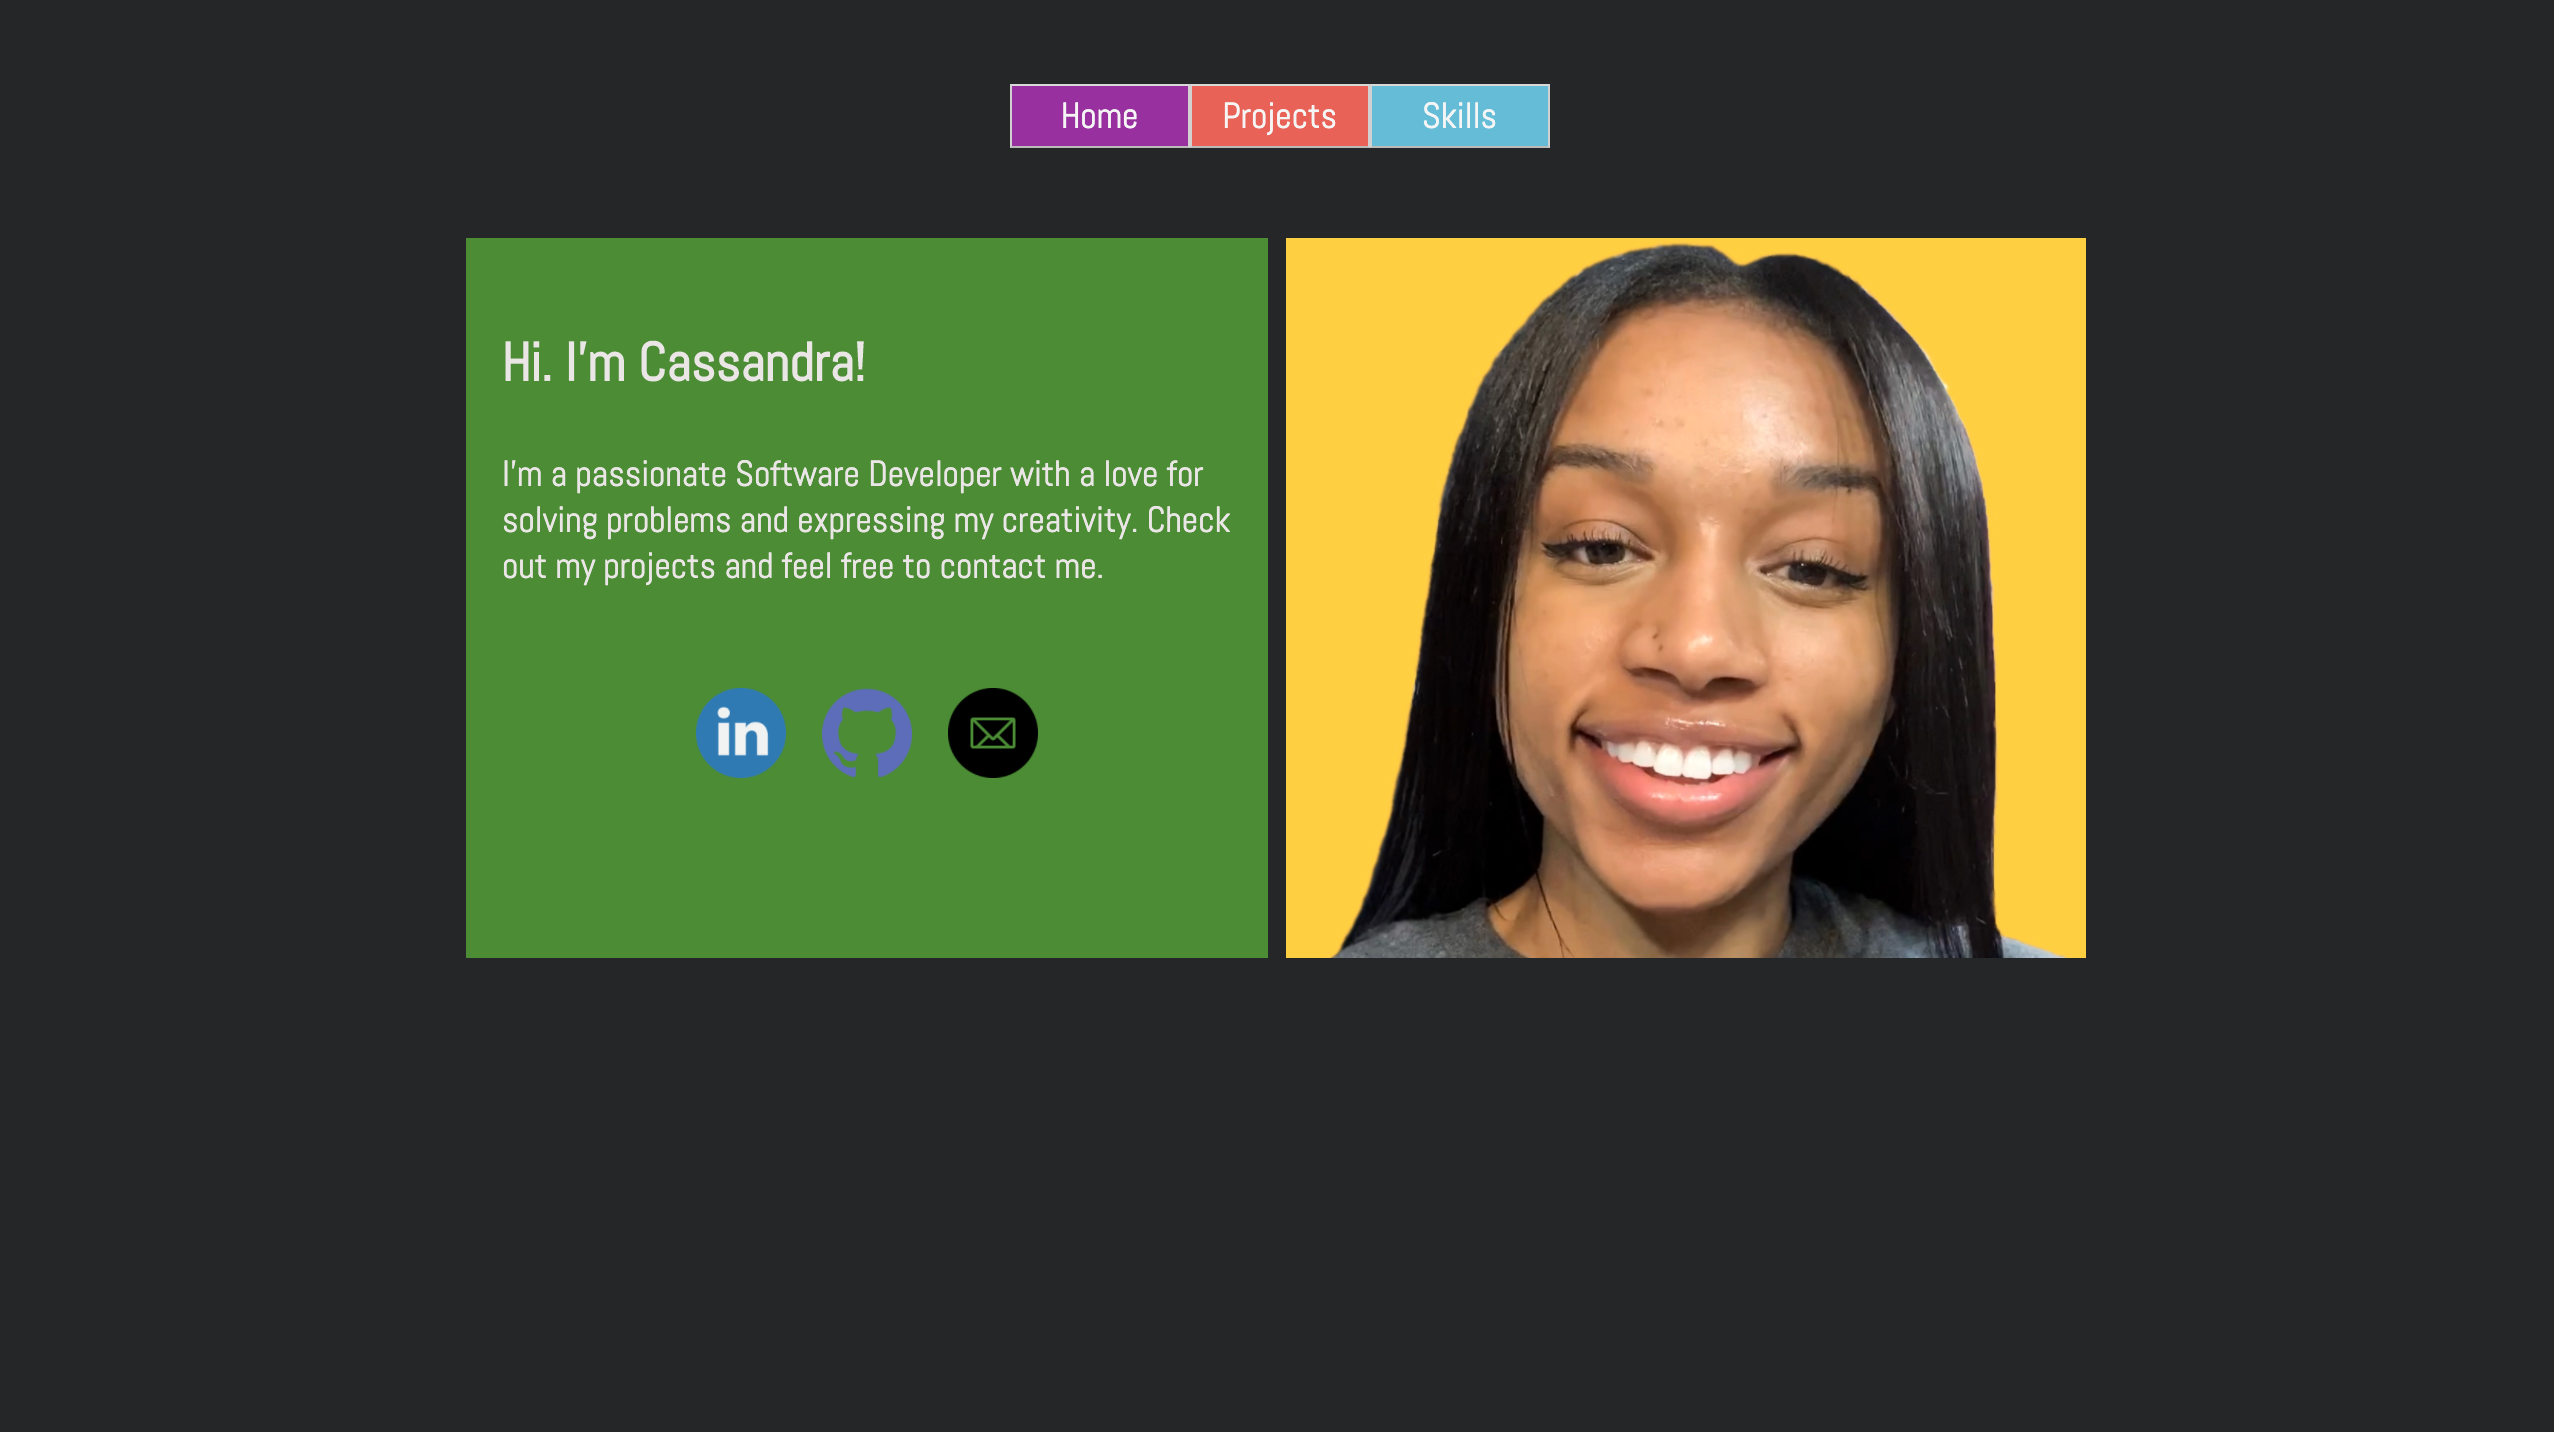 Home
Projects
Skills
Hi. I'm Cassandra!
I'm a passionate Software Developer with a love for
solving problems and expressing my creativity. Check
out my projects and feel free to contact me.
in